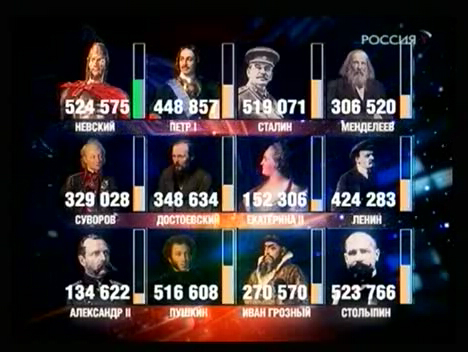 РОССИЯ
524 575 448 857 519 071 306 520
НЕВСКИЙ ПЕТР I СТАЛИН МЕНДЕЛЕЕВ
329 028 348 634 152 306 424 283
СУВОРОВ ДОСТОЕВСКИЙ ЕКАТЕРИНА II ЛЕНИН
134 622 516 608 270 570 523 766
АЛЕКСАНДР II ПУШКИН ИВАН ГРОЗНЫЙ СТОЛЫПИН